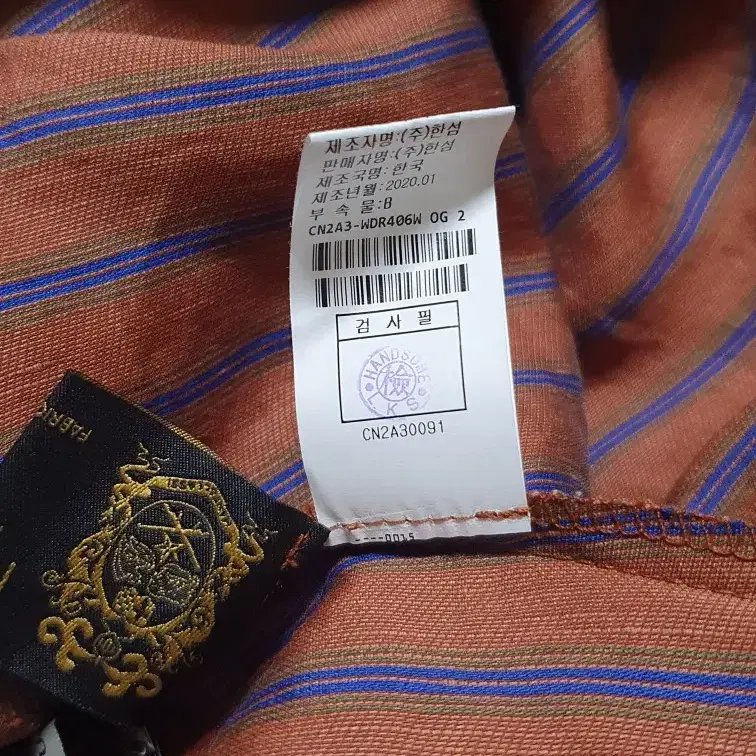 제조자명:(주)한섬
판매자명:(주)한섬
제조국명:한국
제조년월:2020.01
부 속 물:B
CN2A3-WDR406W OG 2
검 사 필
HANDSOME
檢
LKS
CN2A30091
FABRIC